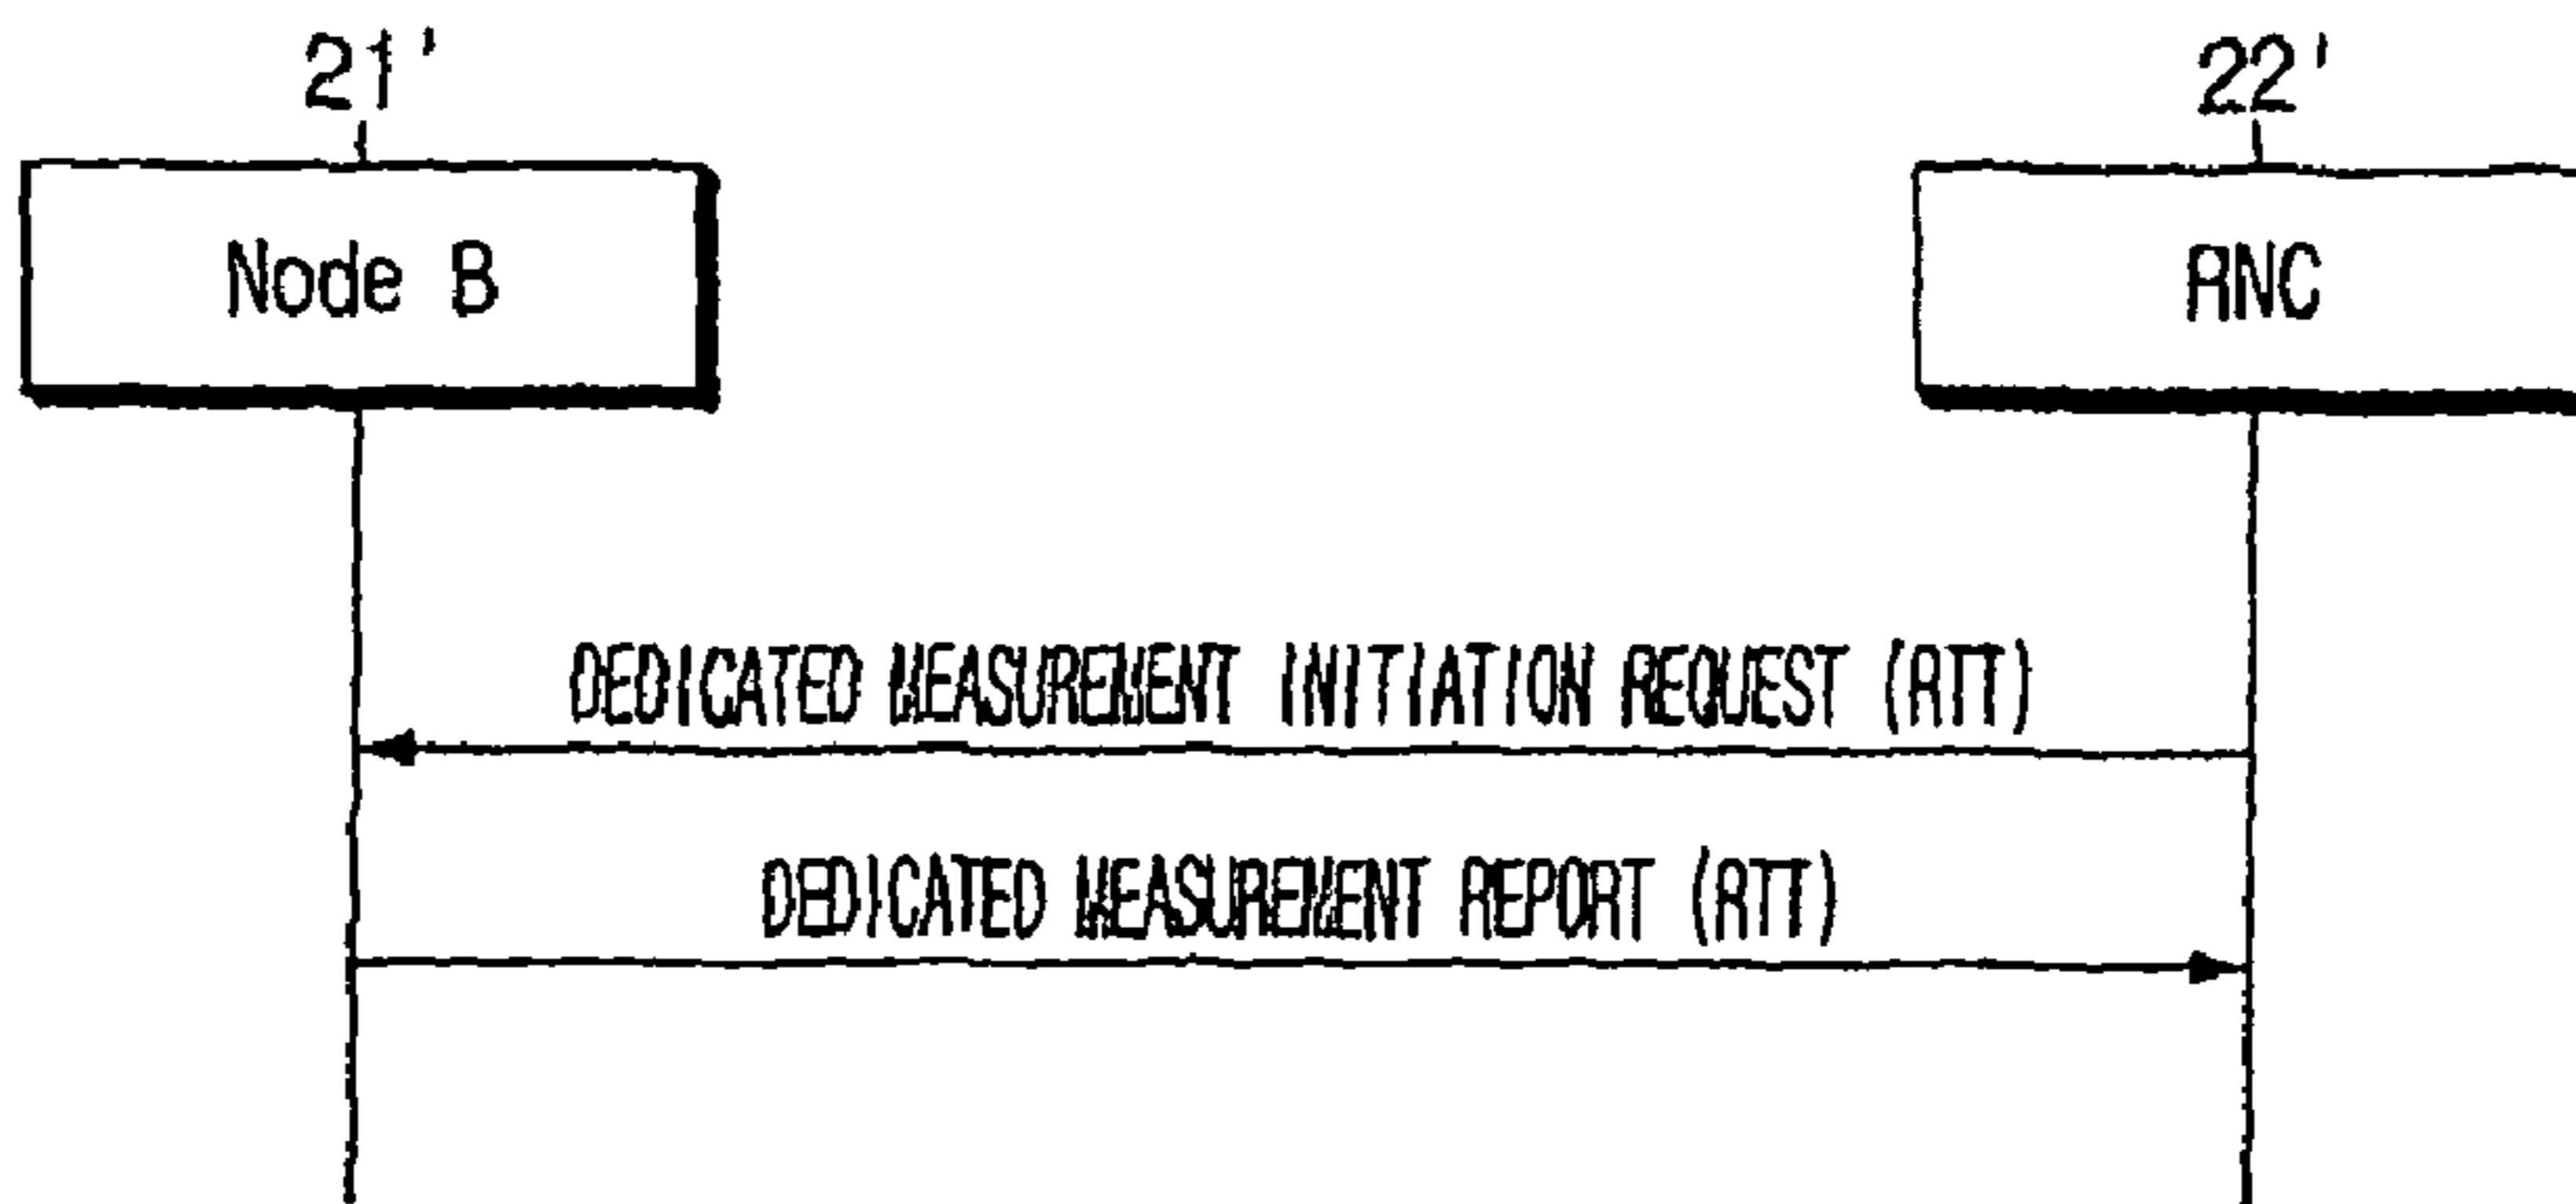 21' 22'
Node B RNC
DEDICATED MEASUREMENT INITIATION REQUEST (RTT)
DEDICATED MEASUREMENT REPORT (RTT)